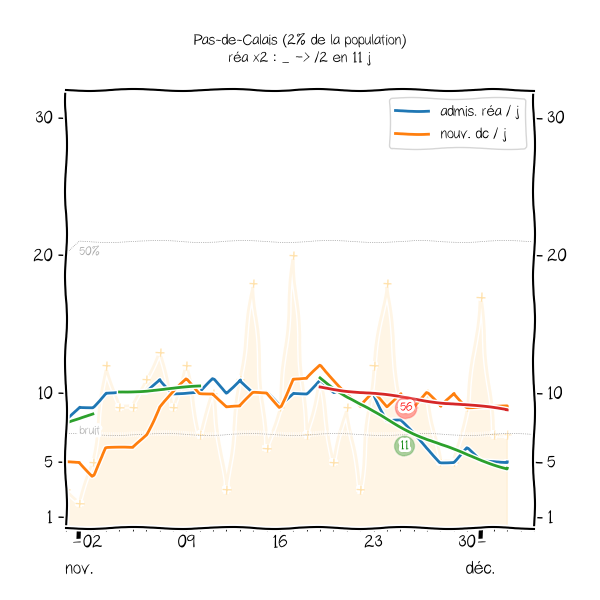 Pas-de-Calais (2% de la population)
réa x2 : _ -> /2 en 11 j
admis. réa / j
nouv. dc / j
30
30
20
20
50%
10
10
56
bruit
11
5
5
1
1
02
09
16
23
30
nov.
déc.